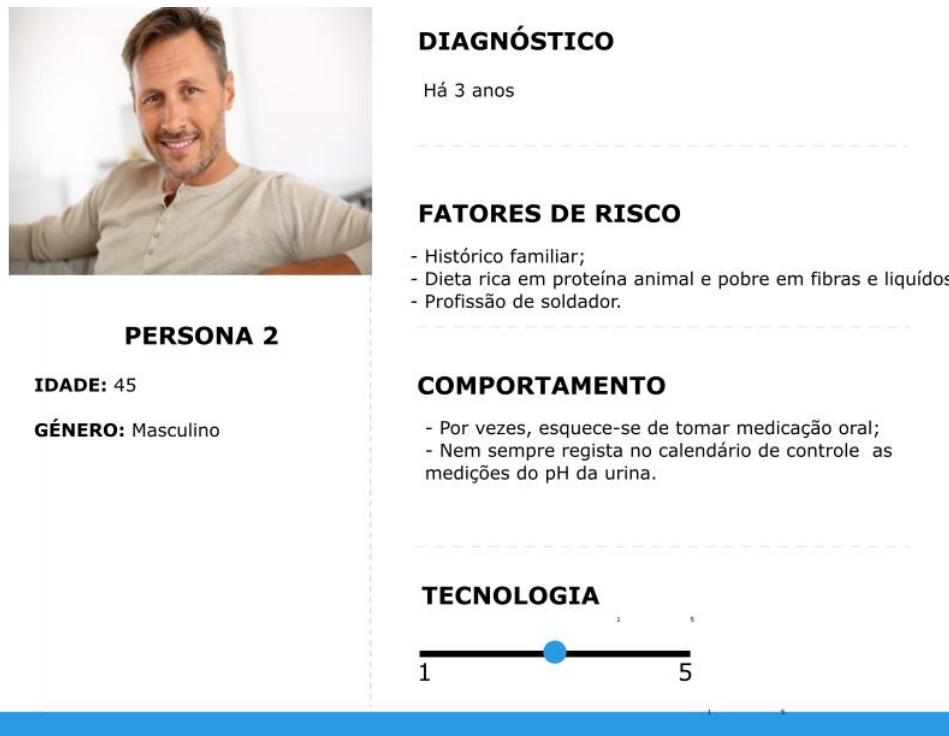 PERSONA 2
IDADE: 45
GÉNERO: Masculino
DIAGNÓSTICO
Há 3 anos
FATORES DE RISCO
- Histórico familiar;
- Dieta rica em proteína animal e pobre em fibras e liquídos
- Profissão de soldador.
COMPORTAMENTO
- Por vezes, esquece-se de tomar medicação oral;
- Nem sempre regista no calendário de controle as
medições do pH da urina.
TECNOLOGIA
1 5
1 5
1 5